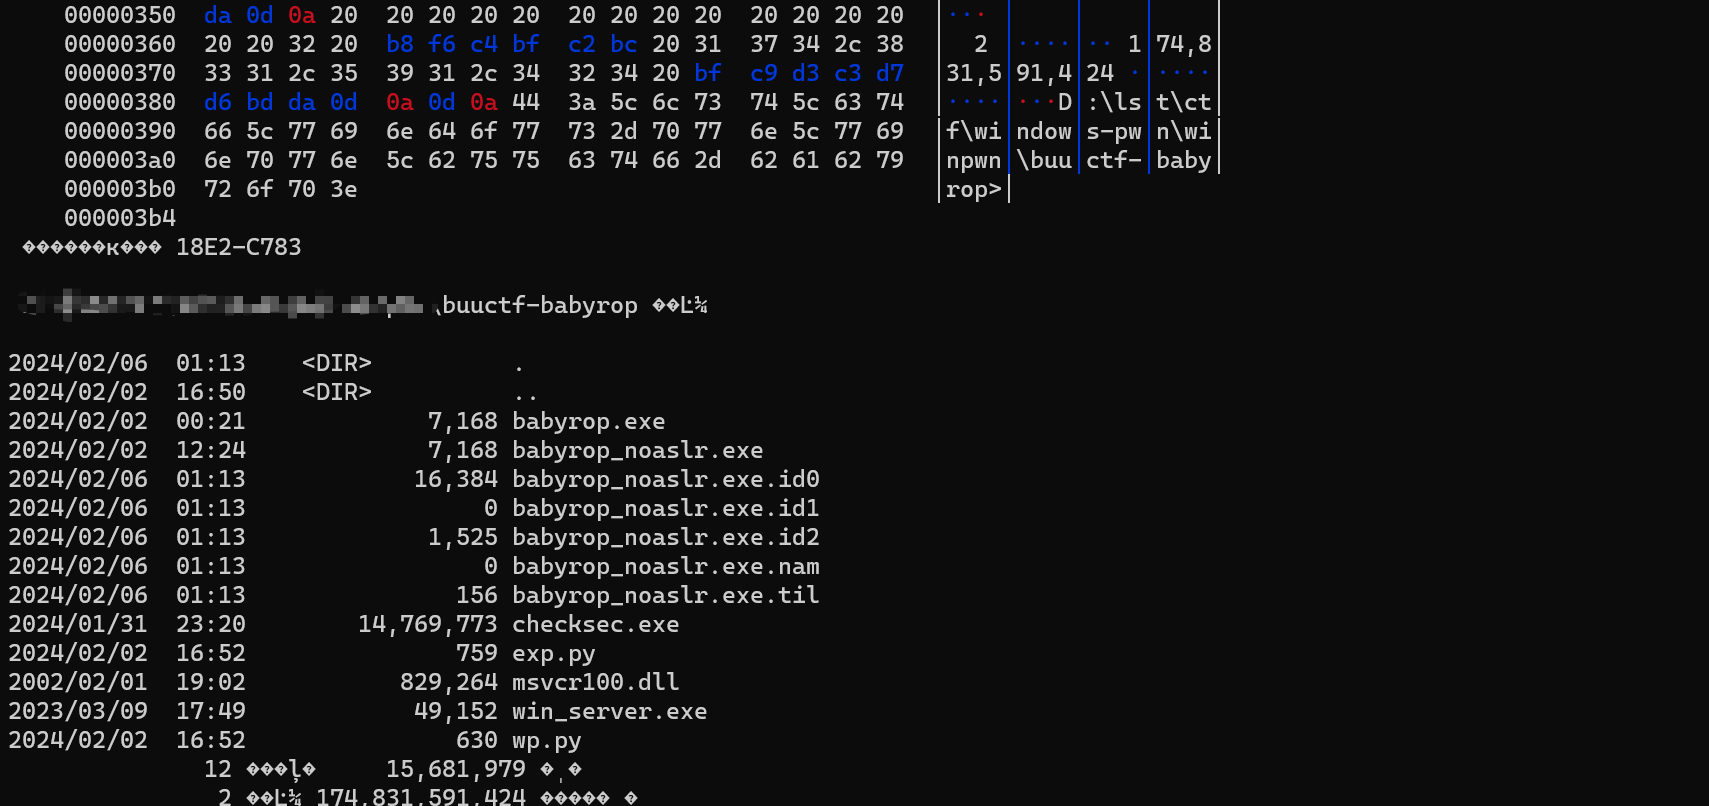 00000350  da 0d 0a 20  20 20 20 20  20 20 20 20  20 20 20 20  │···│
00000360  20 20 32 20  b8 f6 c4 bf  c2 bc 20 31  37 34 2c 38  │  2 │····│·· 1│74,8│
00000370  33 31 2c 35  39 31 2c 34  32 34 20 bf  c9 d3 c3 d7  │31,5│91,4│24 ·│····│
00000380  d6 bd da 0d  0a 0d 0a 44  3a 5c 6c 73  74 5c 63 74  │····│···D│:\ls│t\ct│
00000390  66 5c 77 69  6e 64 6f 77  73 2d 70 77  6e 5c 77 69  │f\wi│ndow│s-pw│n\wi│
000003a0  6e 70 77 6e  5c 62 75 75  63 74 66 2d  62 61 62 79  │npwn│\buu│ctf-│baby│
000003b0  72 6f 70 3e  │rop>│
000003b4
������к��� 18E2-C783
\buuctf-babyrop ��Ŀ¼
2024/02/06  01:13    <DIR>          .
2024/02/02  16:50    <DIR>          ..
2024/02/02  00:21             7,168 babyrop.exe
2024/02/02  12:24             7,168 babyrop_noaslr.exe
2024/02/06  01:13            16,384 babyrop_noaslr.exe.id0
2024/02/06  01:13                 0 babyrop_noaslr.exe.id1
2024/02/06  01:13             1,525 babyrop_noaslr.exe.id2
2024/02/06  01:13                 0 babyrop_noaslr.exe.nam
2024/02/06  01:13               156 babyrop_noaslr.exe.til
2024/01/31  23:20        14,769,773 checksec.exe
2024/02/02  16:52               759 exp.py
2002/02/01  19:02           829,264 msvcr100.dll
2023/03/09  17:49            49,152 win_server.exe
2024/02/02  16:52               630 wp.py
12 ���ļ�     15,681,979 �ֽ�
2 ��Ŀ¼ 174,831,591,424 ����� �